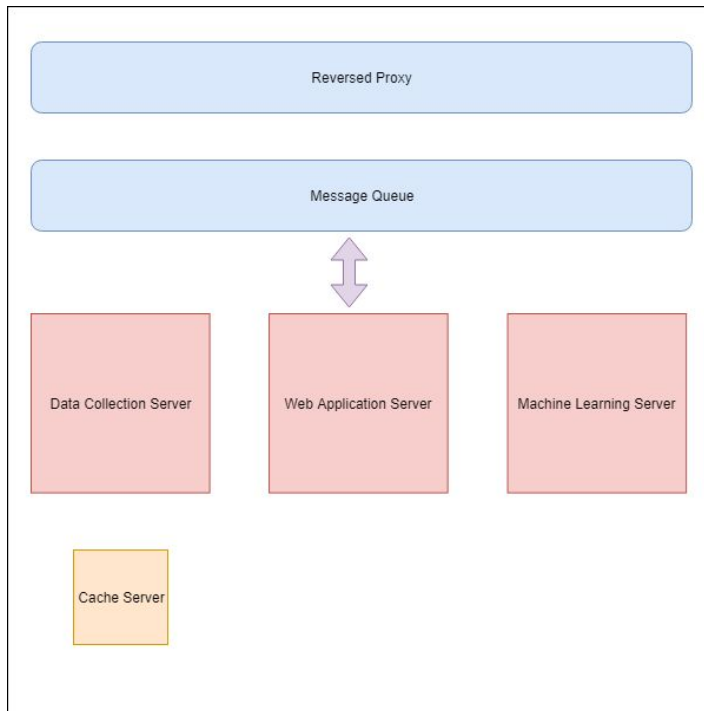 Reversed Proxy
Message Queue
Data Collection Server
Web Application Server
Machine Learning Server
Cache Server